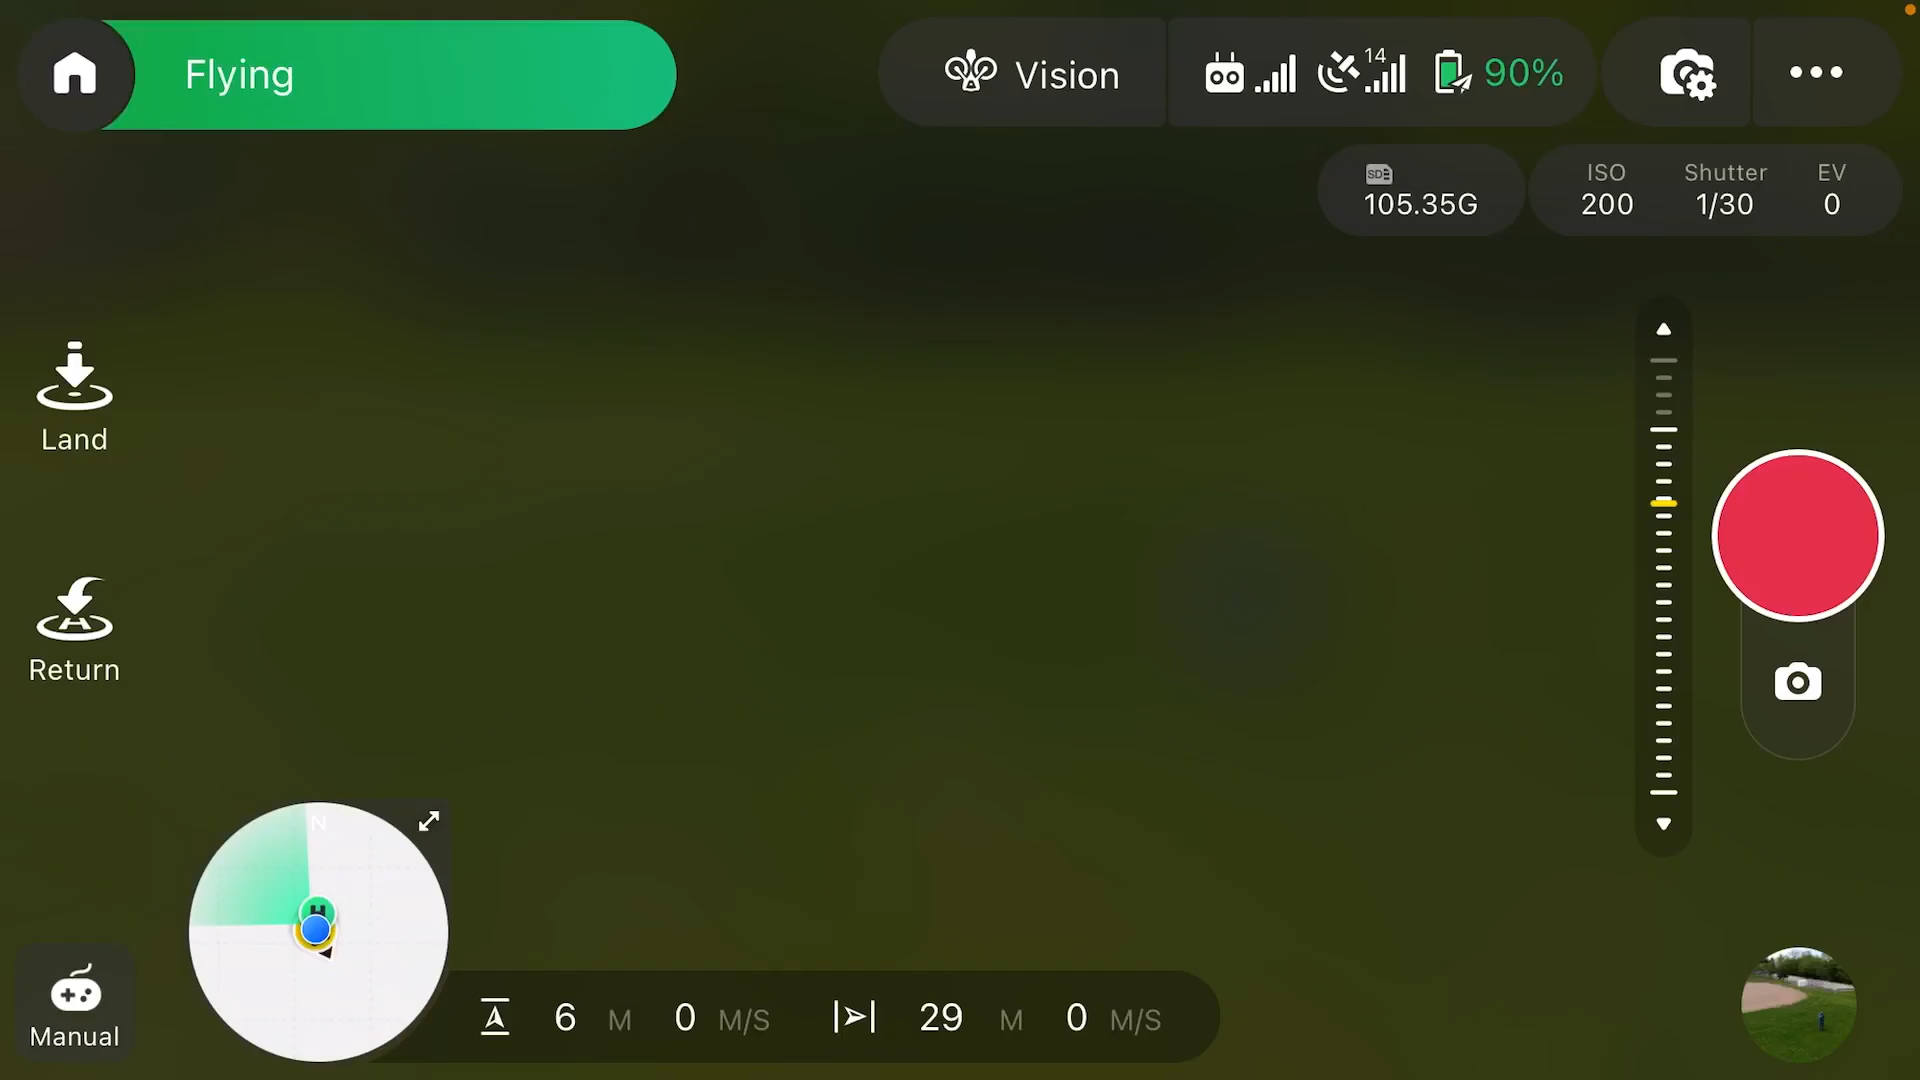 Flying
Vision
14
90%
SD
105.35G
ISO
200
Shutter
1/30
EV
0
Land
Return
N
H
Manual
6 M 0 M/S 29 M 0 M/S